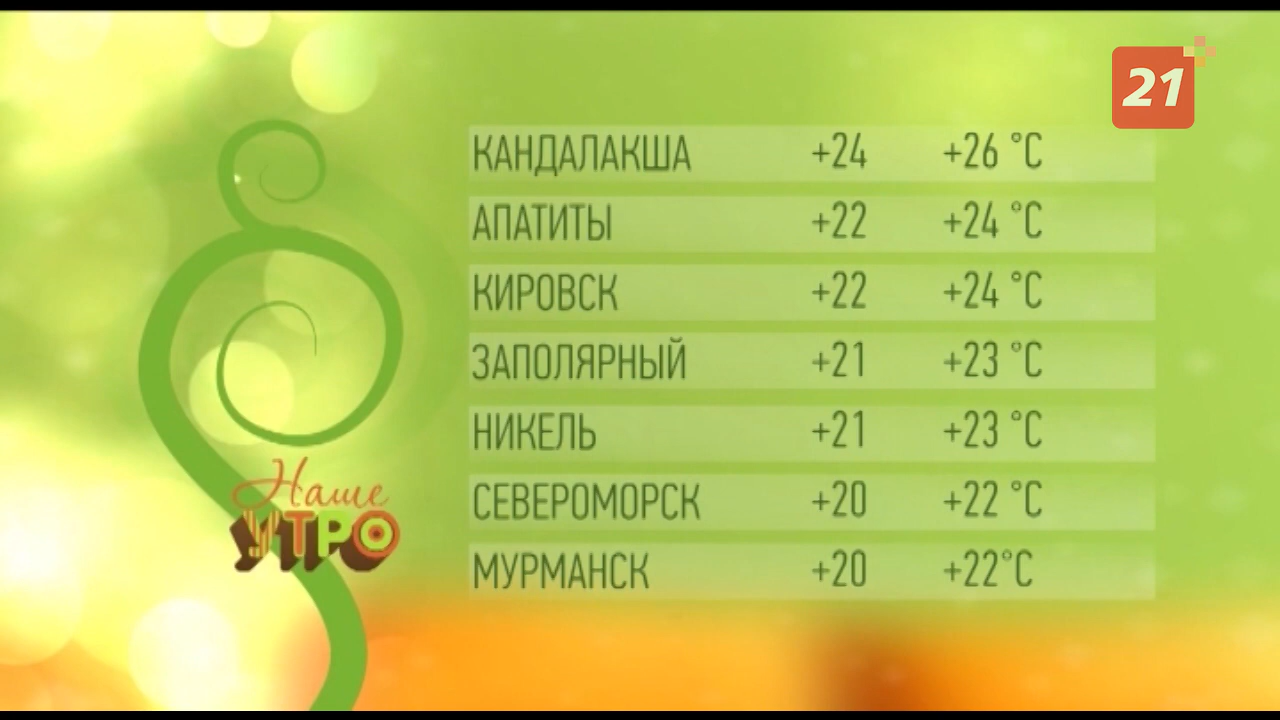 21
КАНДАЛАКША +24 +26 °C
АПАТИТЫ +22 +24 °C
КИРОВСК +22 +24 °C
ЗАПОЛЯРНЫЙ +21 +23 °C
НИКЕЛЬ +21 +23 °C
СЕВЕРОМОРСК +20 +22 °C
МУРМАНСК +20 +22°C
Наше
УТРО